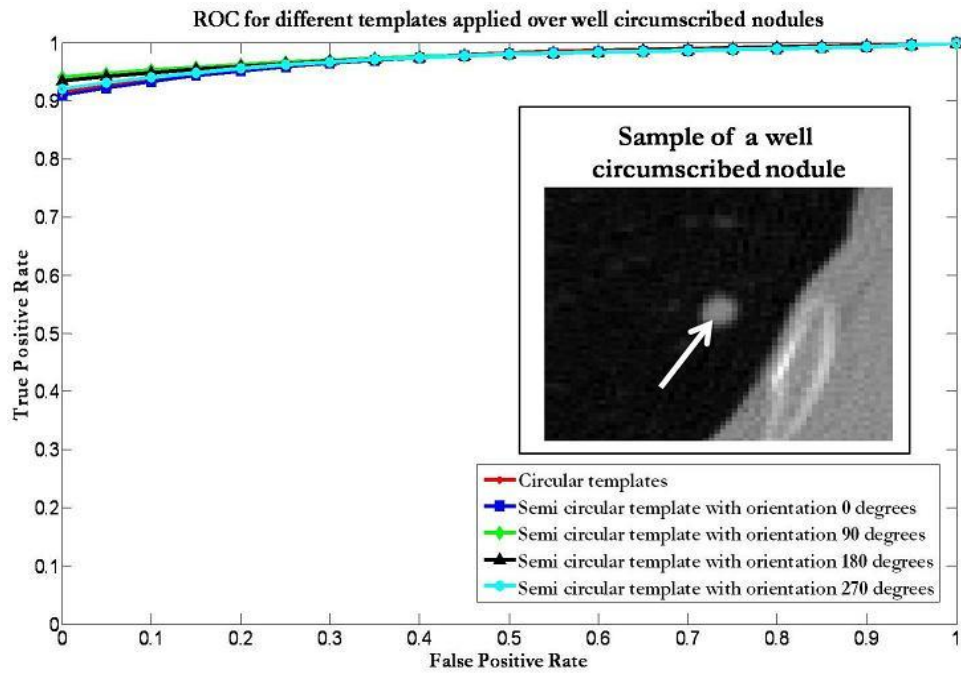 ROC for different templates applied over well circumscribed nodules
1
0.9
0.8
0.7
0.6
0.5
0.4
0.3
0.2
0.1
0
True Positive Rate
Sample of a well
circumscribed nodule
Circular templates
Semi circular template with orientation 0 degrees
Semi circular template with orientation 90 degrees
Semi circular template with orientation 180 degrees
Semi circular template with orientation 270 degrees
0 0.1 0.2 0.3 0.4 0.5 0.6 0.7 0.8 0.9 1
False Positive Rate